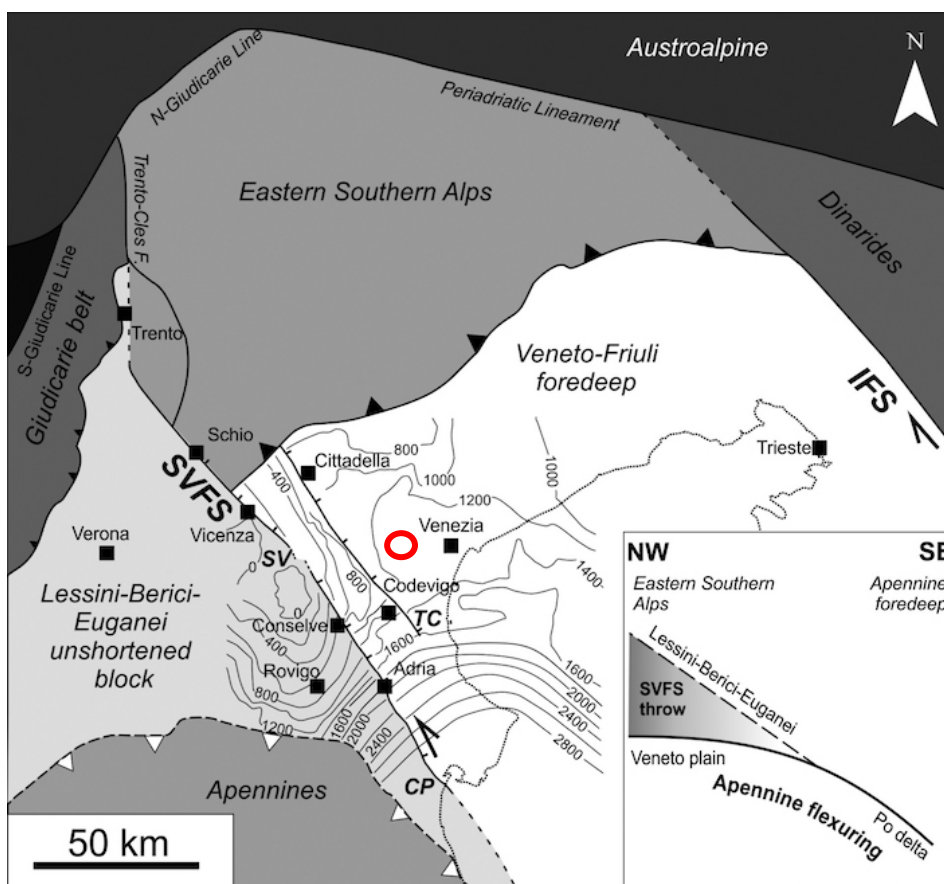 Austroalpine
N
N-Giudicarie Line
Periadriatic Lineament
Trento-Cles F.
Eastern Southern Alps
Dinarides
S-Giudicarie Line
Giudicarie belt
Trento
Veneto-Friuli
foredeep
IFS
Schio
Cittadella
800
1000
1000
Trieste
SVFS
400
1200
Vicenza
Venezia
Verona
SV
0
800
1400
Codevigo
TC
Lessini-Berici-
Euganei
unshortened
block
0
Conselve
400
1600
Rovigo
Adria
1600
800
2000
1200
1600
2000
2400
2400
2800
CP
Apennines
50 km
NW
SE
Eastern Southern
Alps
Apennine
foredeep
Lessini-Berici-Euganei
SVFS
throw
Veneto plain
Apennine flexuring
Po delta